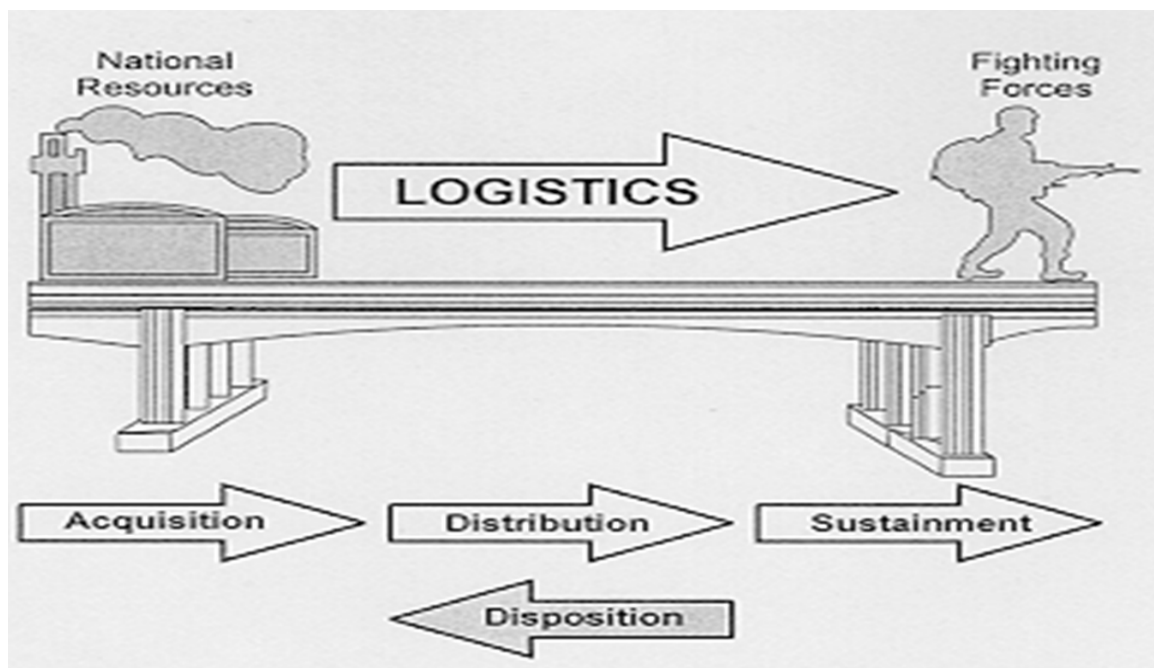 National
Resources
Fighting
Forces
LOGISTICS
Acquisition
Distribution
Sustainment
Disposition